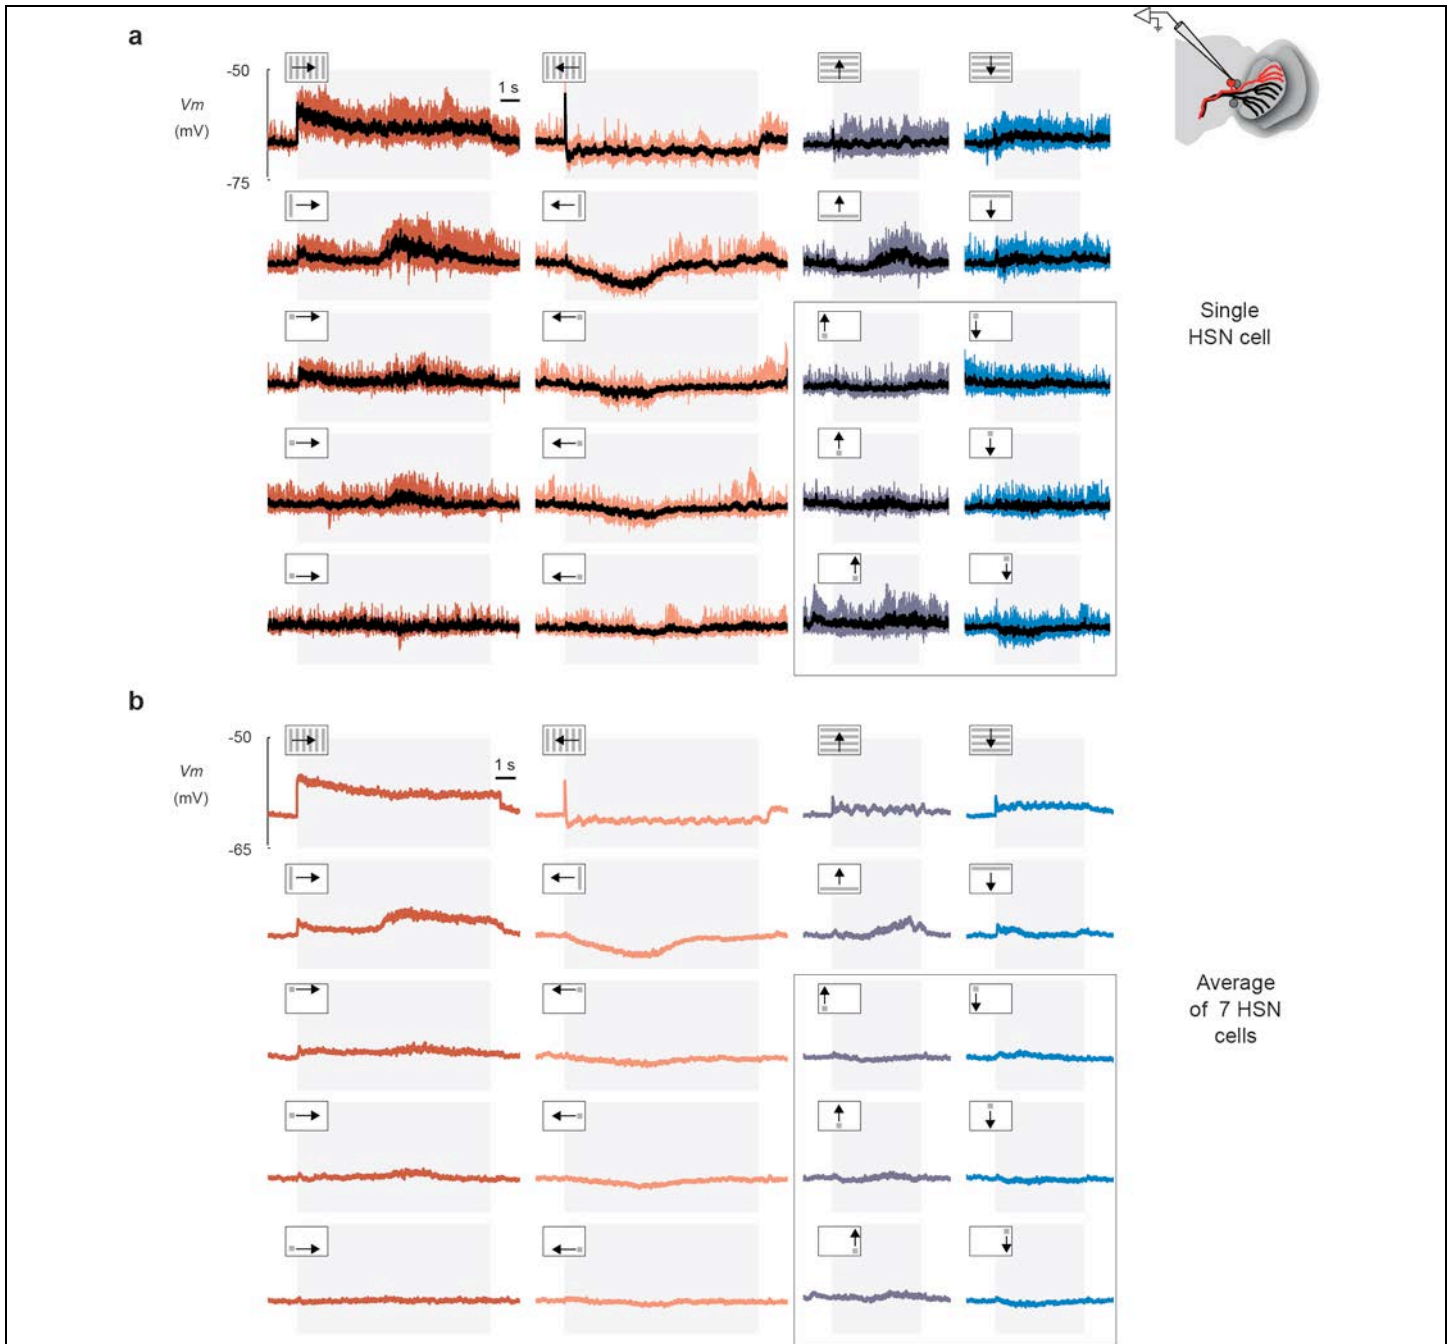 a
-50
1 s
Vm
(mV)
-75
Single
HSN cell
b
-50
1 s
Vm
(mV)
-65
Average
of 7 HSN
cells